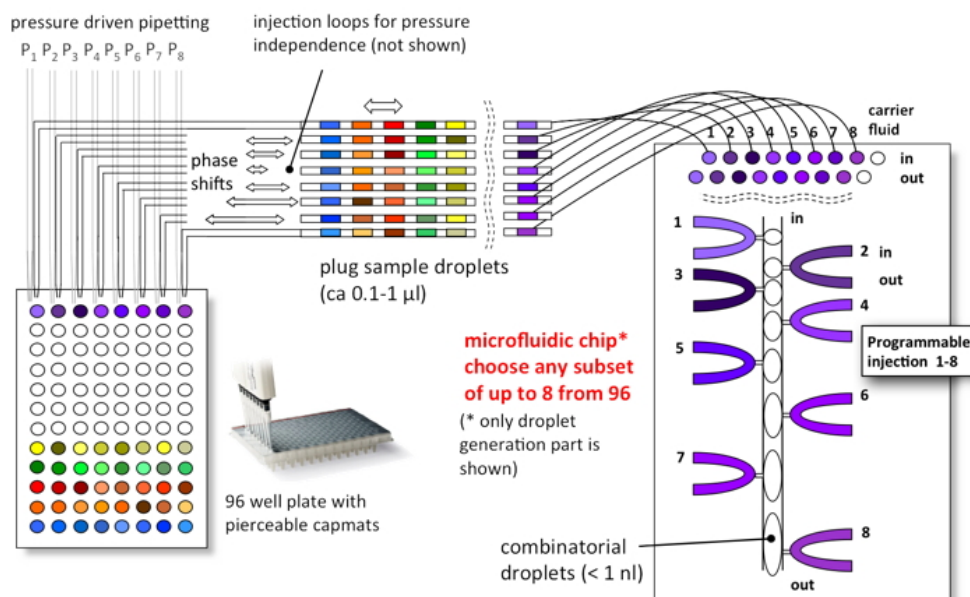 pressure driven pipetting
P1 P2 P3 P4 P5 P6 P7 P8
injection loops for pressure
independence (not shown)
phase
shifts
plug sample droplets
(ca 0.1-1 µl)
carrier
fluid
1 2 3 4 5 6 7 8
in
out
in
1
2 in
out
3
4
Programmable
injection 1-8
5
6
7
8
out
microfluidic chip*
choose any subset
of up to 8 from 96
(* only droplet
generation part is
shown)
96 well plate with
pierceable capmats
combinatorial
droplets (< 1 nl)